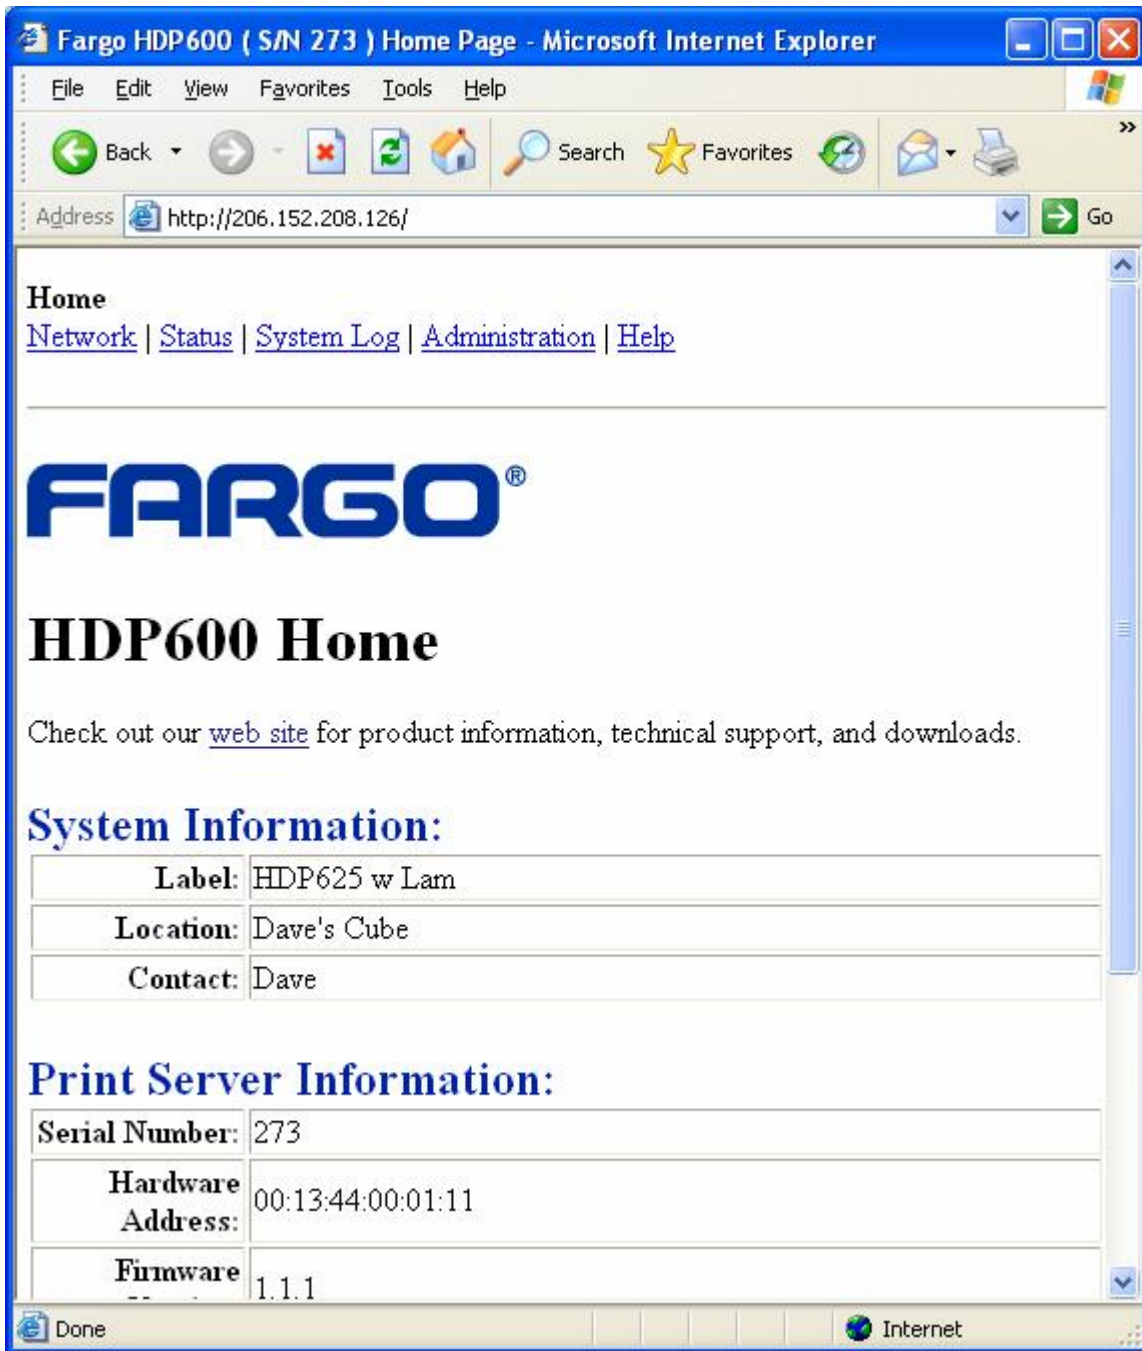 Fargo HDP600 ( S/N 273 ) Home Page - Microsoft Internet Explorer
File Edit View Favorites Tools Help
Back Search Favorites »
Address http://206.152.208.126/ Go
Home
Network | Status | System Log | Administration | Help
FARGO®
HDP600 Home
Check out our web site for product information, technical support, and downloads.
System Information:
Label: HDP625 w Lam
Location: Dave's Cube
Contact: Dave
Print Server Information:
Serial Number: 273
Hardware Address: 00:13:44:00:01:11
Firmware 1.1.1
Done Internet